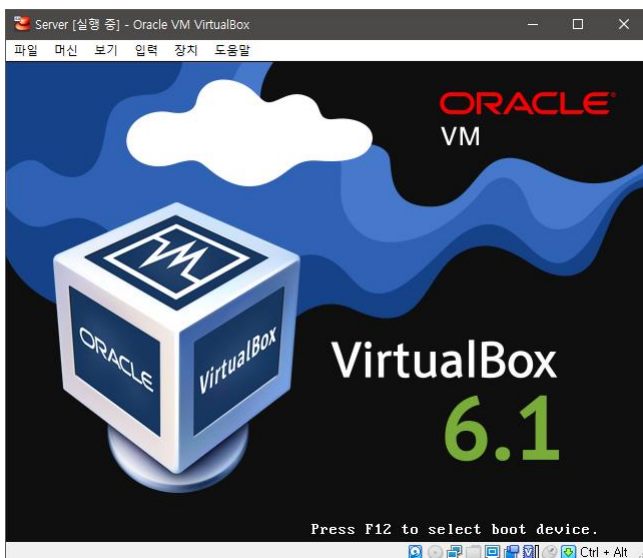 Server [실행 중] - Oracle VM VirtualBox
파일 머신 보기 입력 장치 도움말
ORACLE
VM
ORACLE
VirtualBox
VirtualBox
6.1
Press F12 to select boot device.
Ctrl + Alt